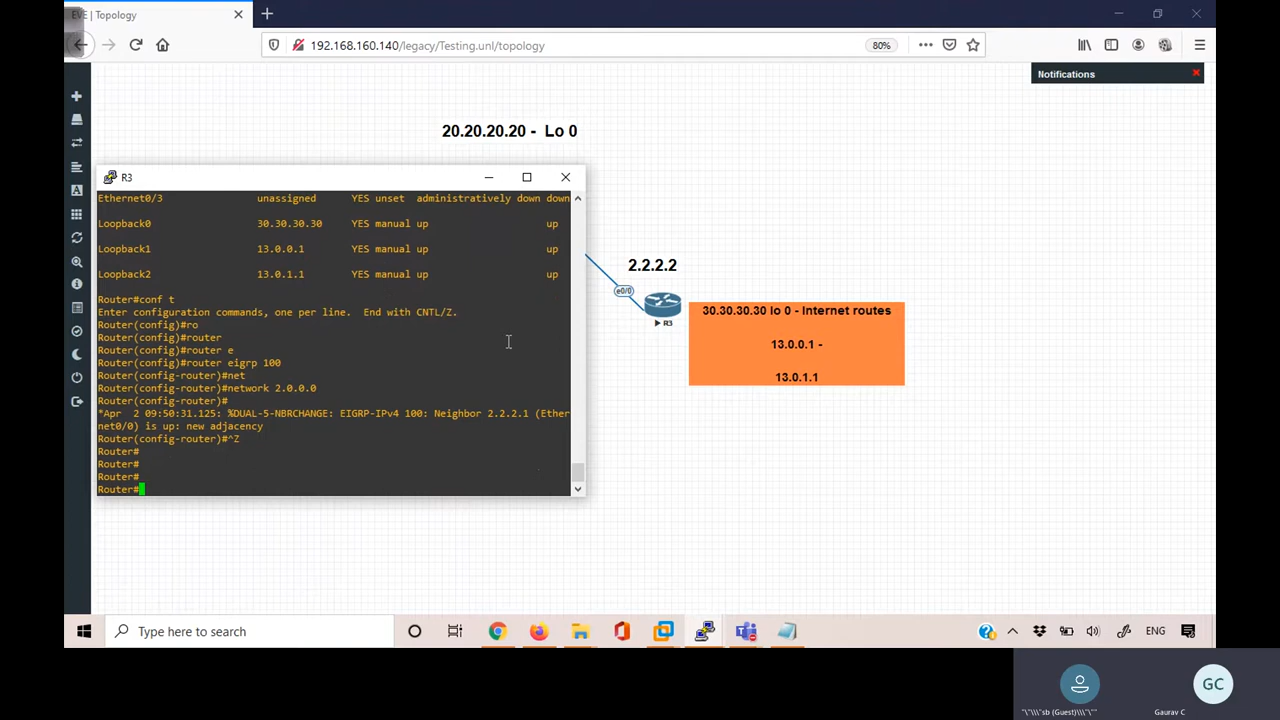 EVE | Topology
192.168.160.140/legacy/Testing.unl/topology
80%
Notifications
20.20.20.20 -  Lo 0
R3
Ethernet0/3 unassigned YES unset administratively down down
Loopback0 30.30.30.30 YES manual up up
Loopback1 13.0.0.1 YES manual up up
Loopback2 13.0.1.1 YES manual up up
Router#conf t
Enter configuration commands, one per line.  End with CNTL/Z.
Router(config)#ro
Router(config)#router
Router(config)#router e
Router(config)#router eigrp 100
Router(config-router)#net
Router(config-router)#network 2.0.0.0
Router(config-router)#
*Apr  2 09:50:31.125: %DUAL-5-NBRCHANGE: EIGRP-IPv4 100: Neighbor 2.2.2.1 (Ether
net0/0) is up: new adjacency
Router(config-router)#^Z
Router#
Router#
Router#
Router#
2.2.2.2
e0/0
R3
30.30.30.30 lo 0 - Internet routes
13.0.0.1 -
13.0.1.1
Type here to search
ENG
GC
"\"\\\"sb (Guest)\\\"\""
Gaurav C